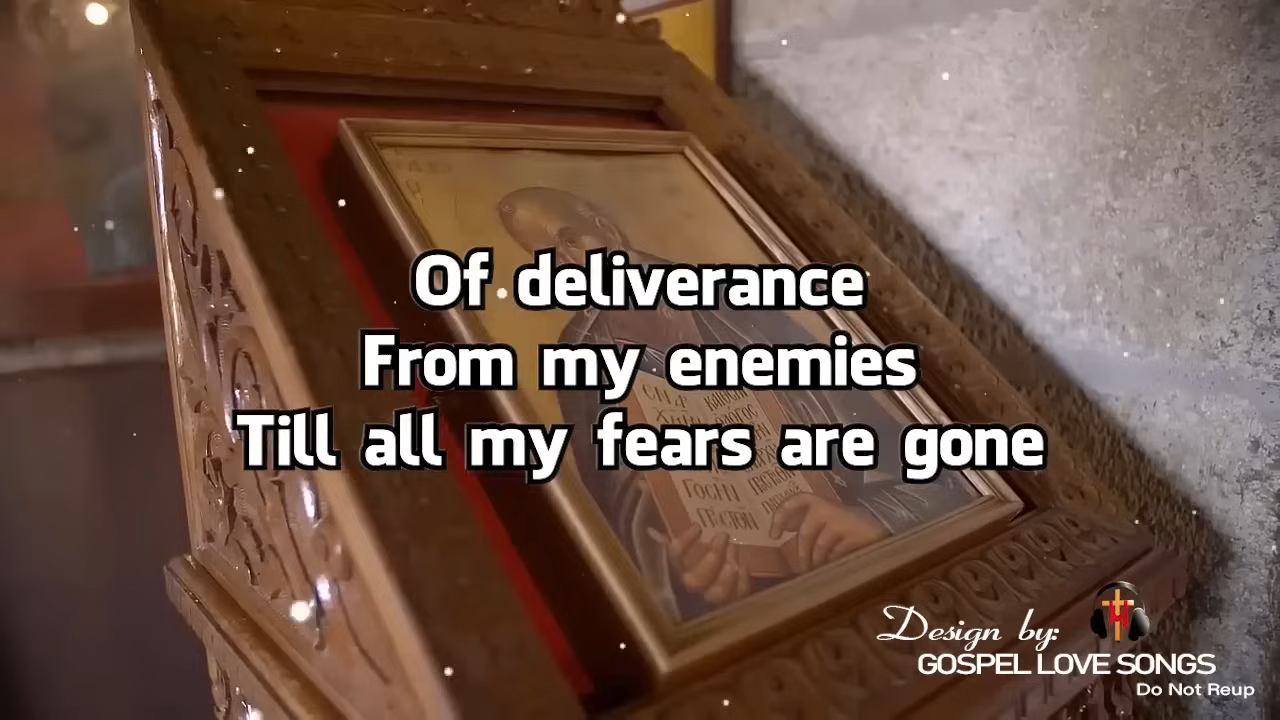 Of deliverance
From my enemies
Till all my fears are gone
Design by:
GOSPEL LOVE SONGS
Do Not Reup